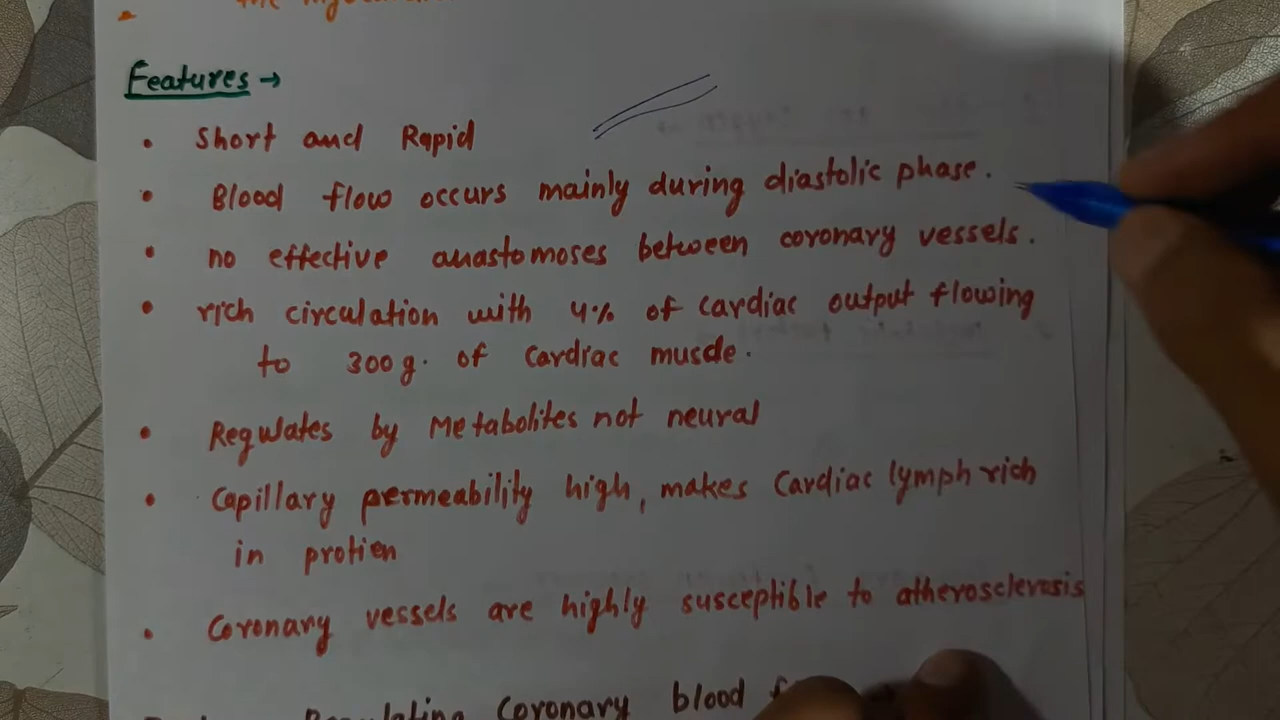 Features →
• Short and Rapid
• Blood flow occurs mainly during diastolic phase.
• no effective anastomoses between coronary vessels.
• rich circulation with 4% of cardiac output flowing
to 300g. of cardiac muscle.
• Regulates by Metabolites not neural
• Capillary permeability high, makes Cardiac lymph rich
in protien
• Coronary vessels are highly susceptible to atherosclerosis
Regulating Coronary blood